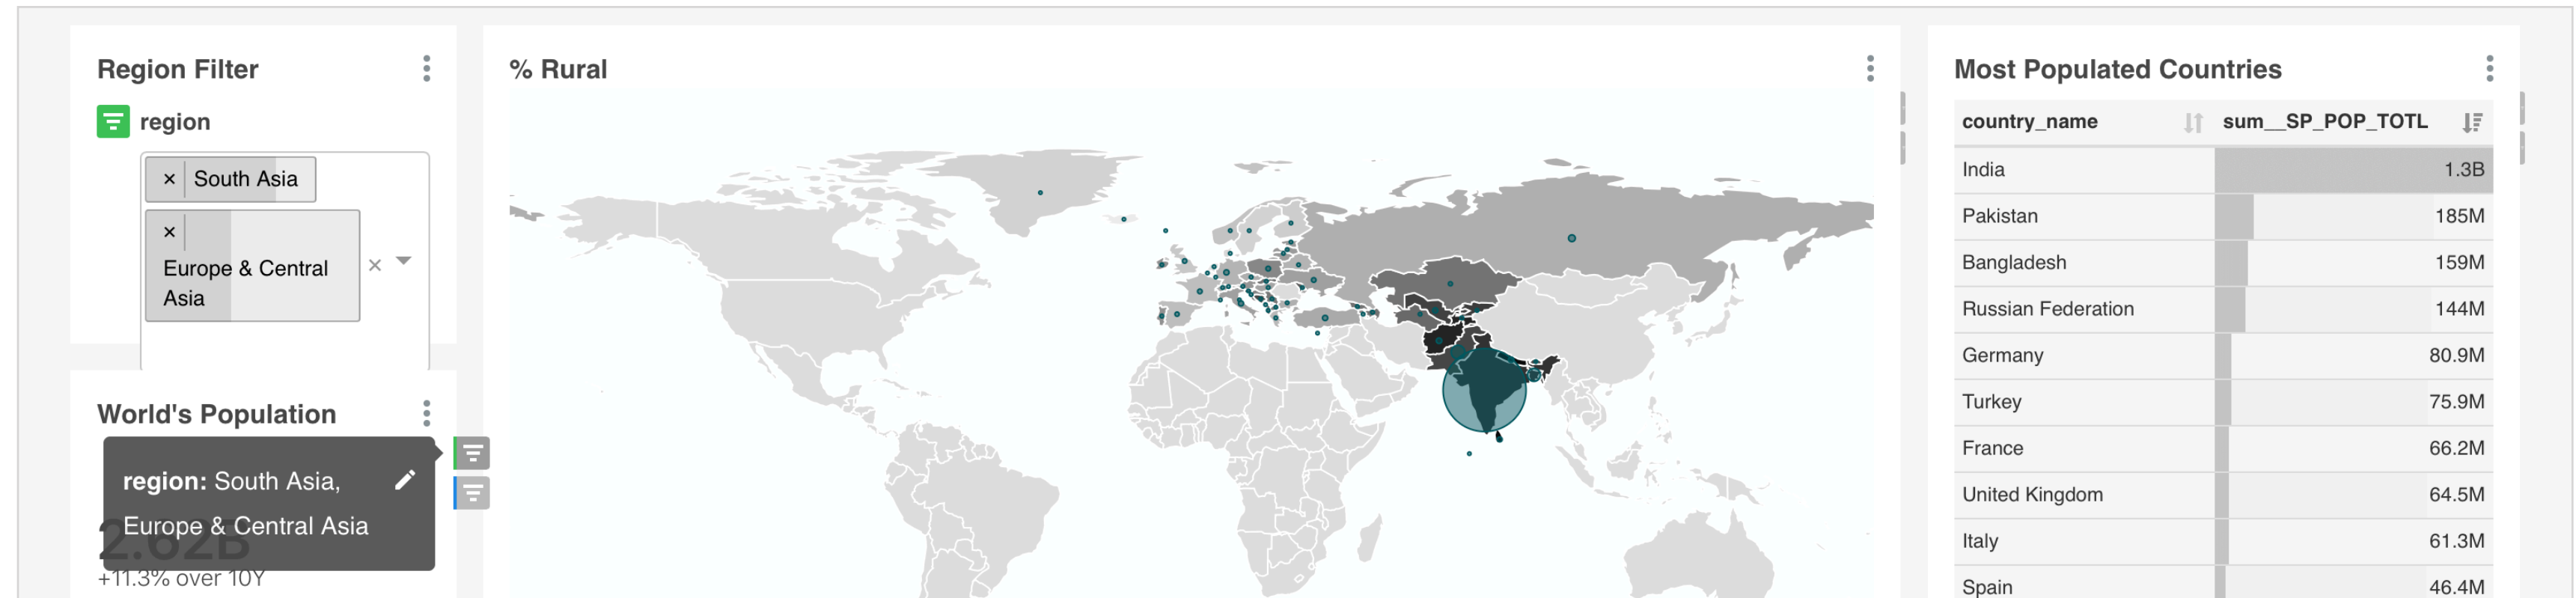 Region Filter
region
× South Asia
×
Europe & Central
Asia
×
World's Population
region: South Asia,
Europe & Central Asia
2.62B
+11.3% over 10Y
% Rural
Most Populated Countries
country_name sum__SP_POP_TOTL
India 1.3B
Pakistan 185M
Bangladesh 159M
Russian Federation 144M
Germany 80.9M
Turkey 75.9M
France 66.2M
United Kingdom 64.5M
Italy 61.3M
Spain 46.4M